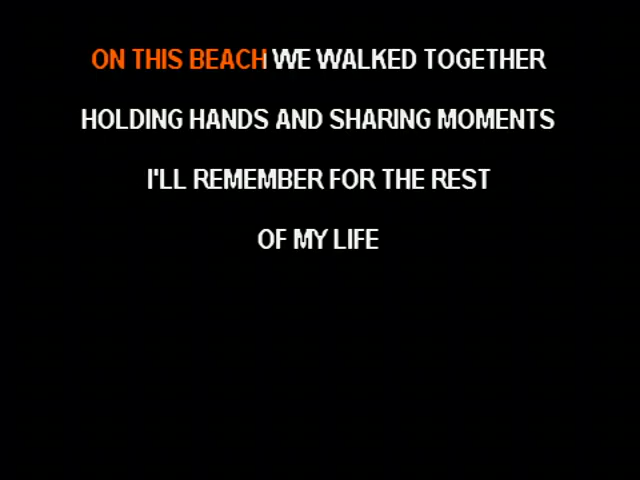 ON THIS BEACH WE WALKED TOGETHER
HOLDING HANDS AND SHARING MOMENTS
I'LL REMEMBER FOR THE REST
OF MY LIFE